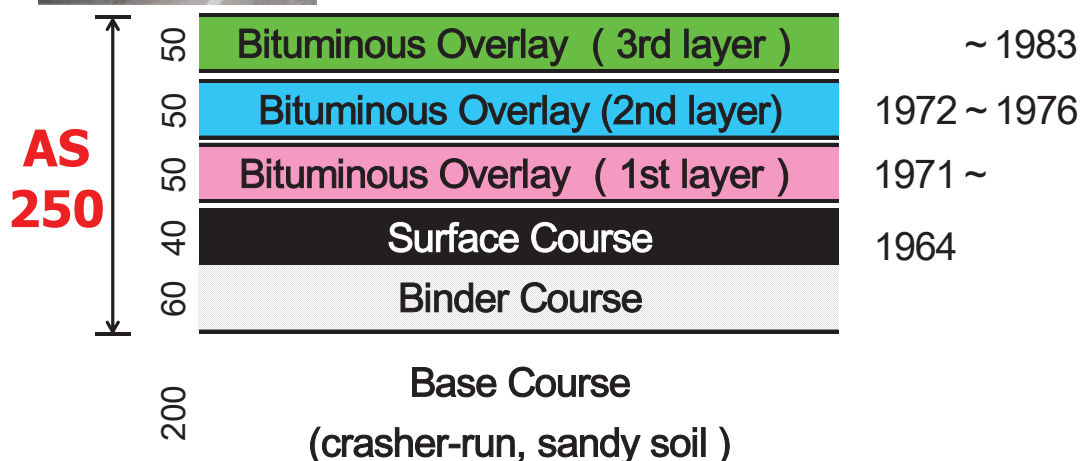 50 Bituminous Overlay ( 3rd layer ) ~ 1983
50 Bituminous Overlay (2nd layer) 1972 ~ 1976
AS
250
50 Bituminous Overlay ( 1st layer ) 1971 ~
40 Surface Course 1964
60 Binder Course
200 Base Course
(crasher-run, sandy soil )